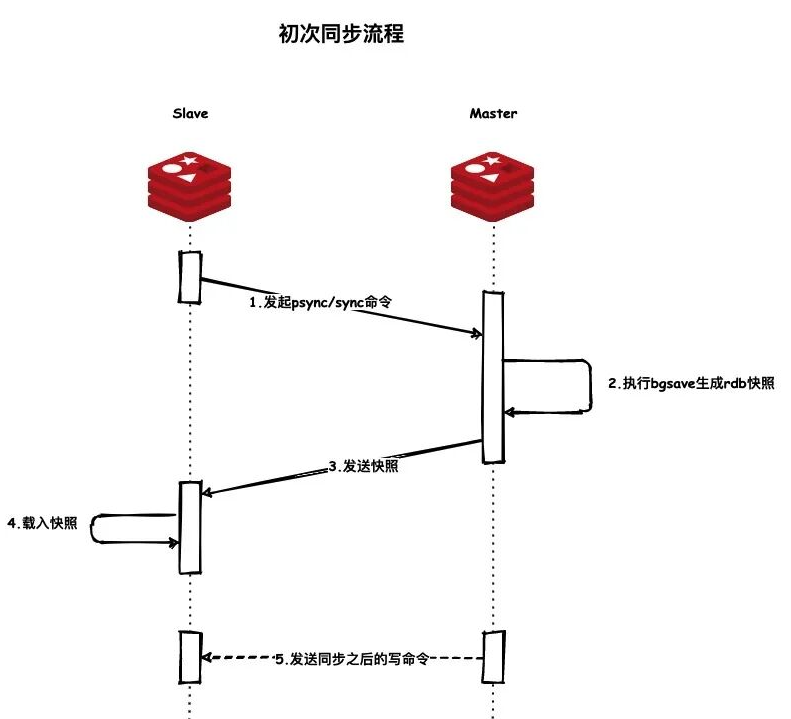 初次同步流程
Slave
Master
1.发起psync/sync命令
2.执行bgsave生成rdb快照
3.发送快照
4.载入快照
5.发送同步之后的写命令